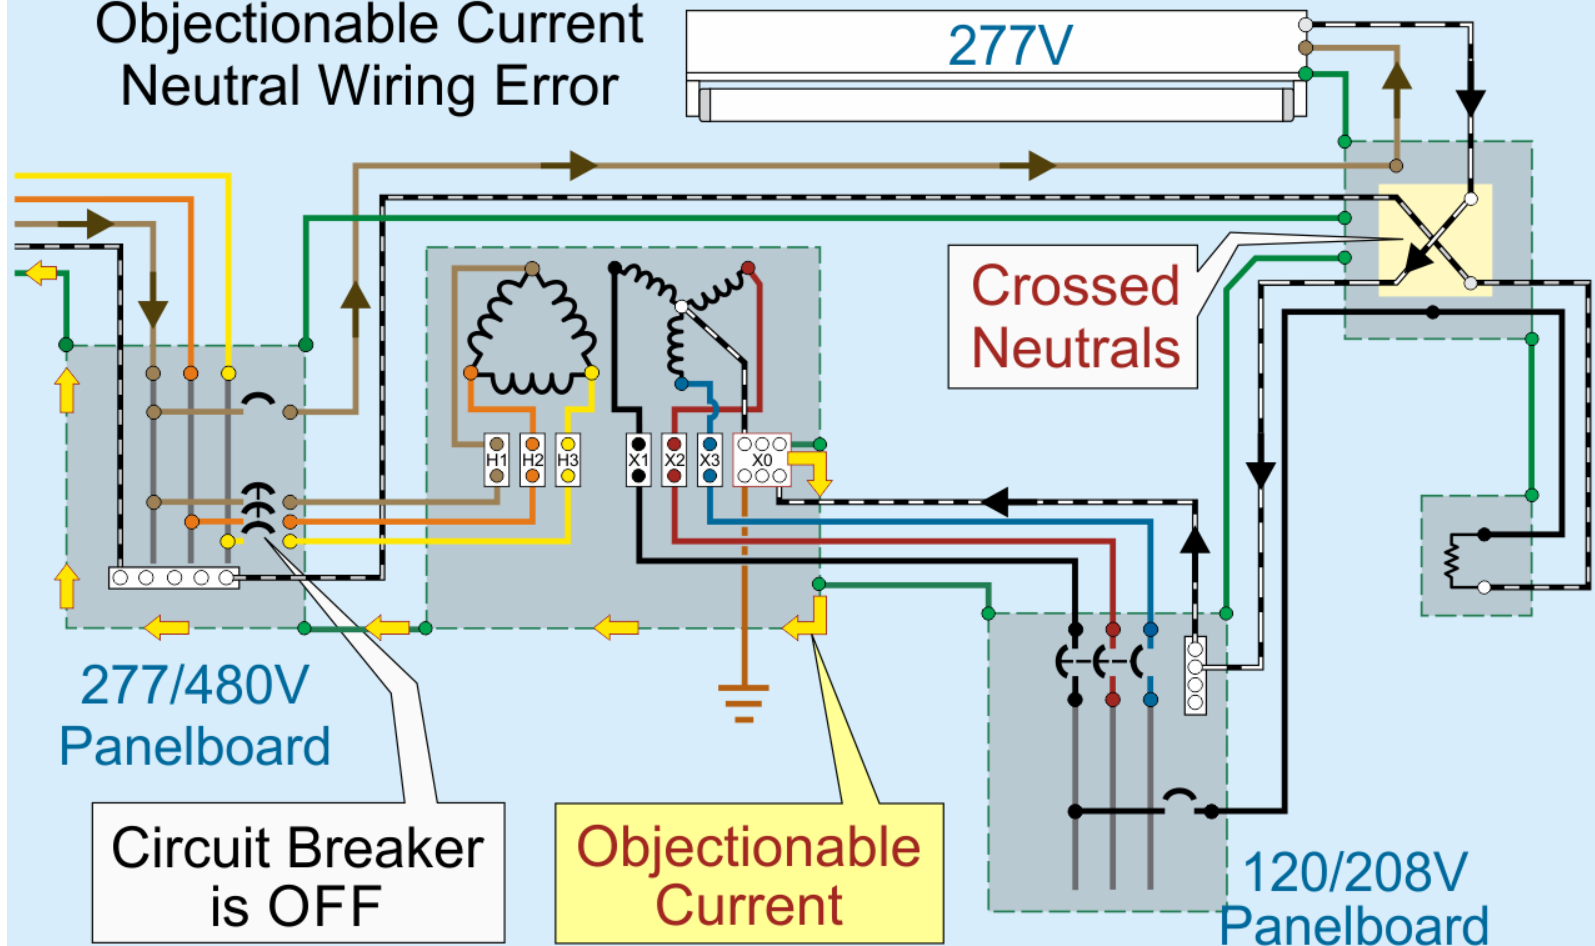 Objectionable Current
Neutral Wiring Error
277V
Crossed
Neutrals
H1
H2
H3
X1
X2
X3
X0
277/480V
Panelboard
Circuit Breaker
is OFF
Objectionable
Current
120/208V
Panelboard